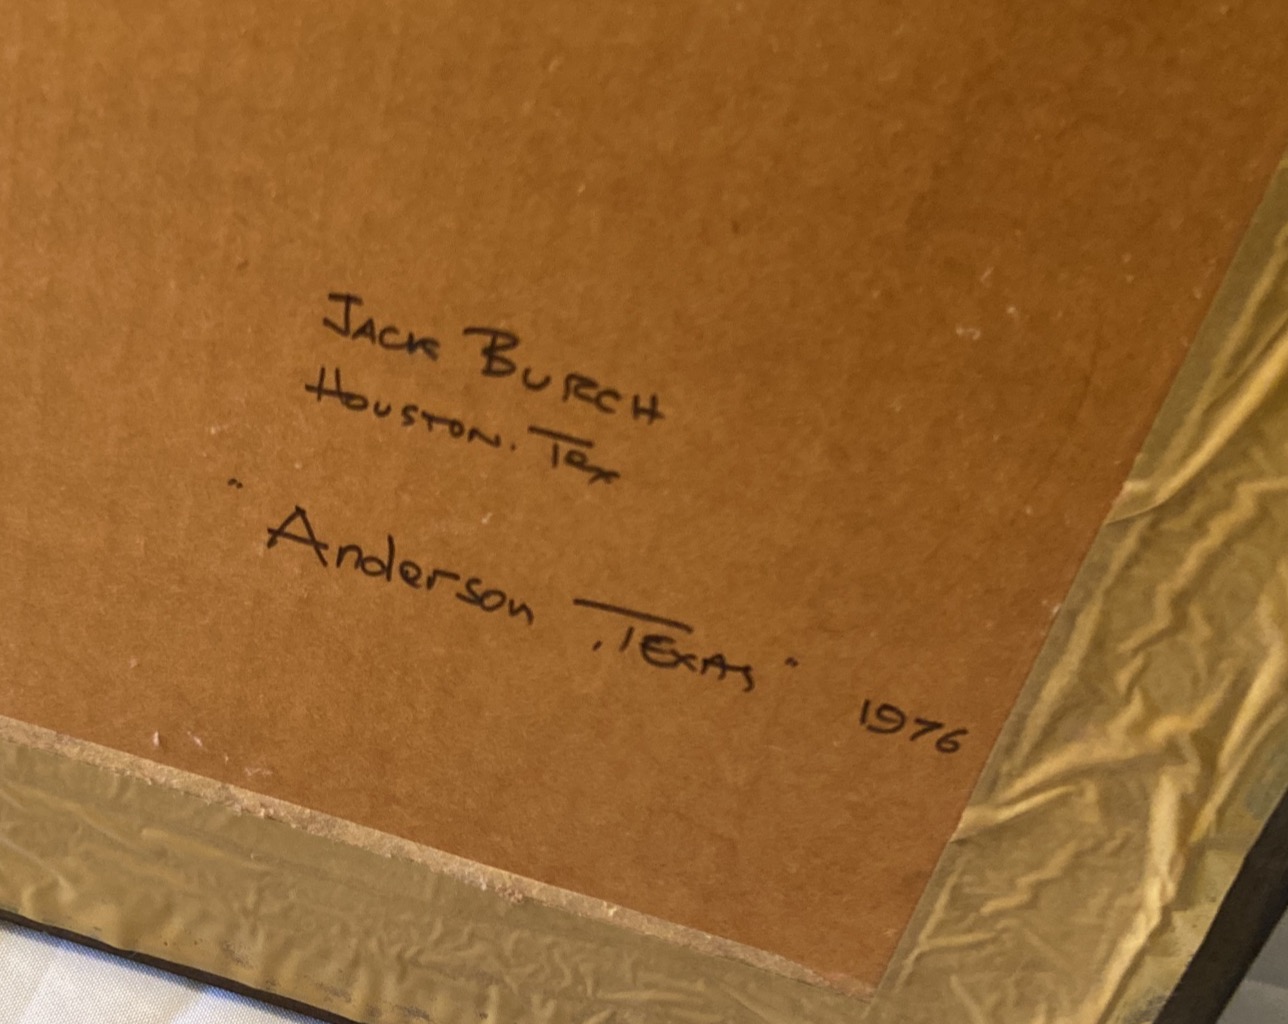 JACK BURCH
HOUSTON. Tex
"Anderson, TEXAS" 1976